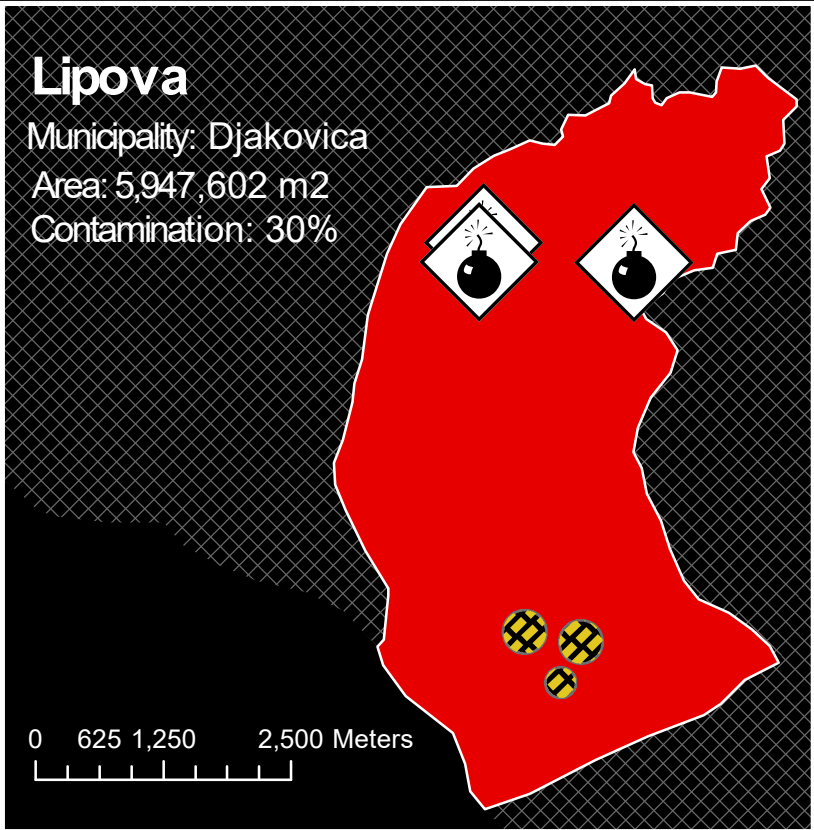 Lipova
Municipality: Djakovica
Area: 5,947,602 m2
Contamination: 30%
0 625 1,250 2,500 Meters